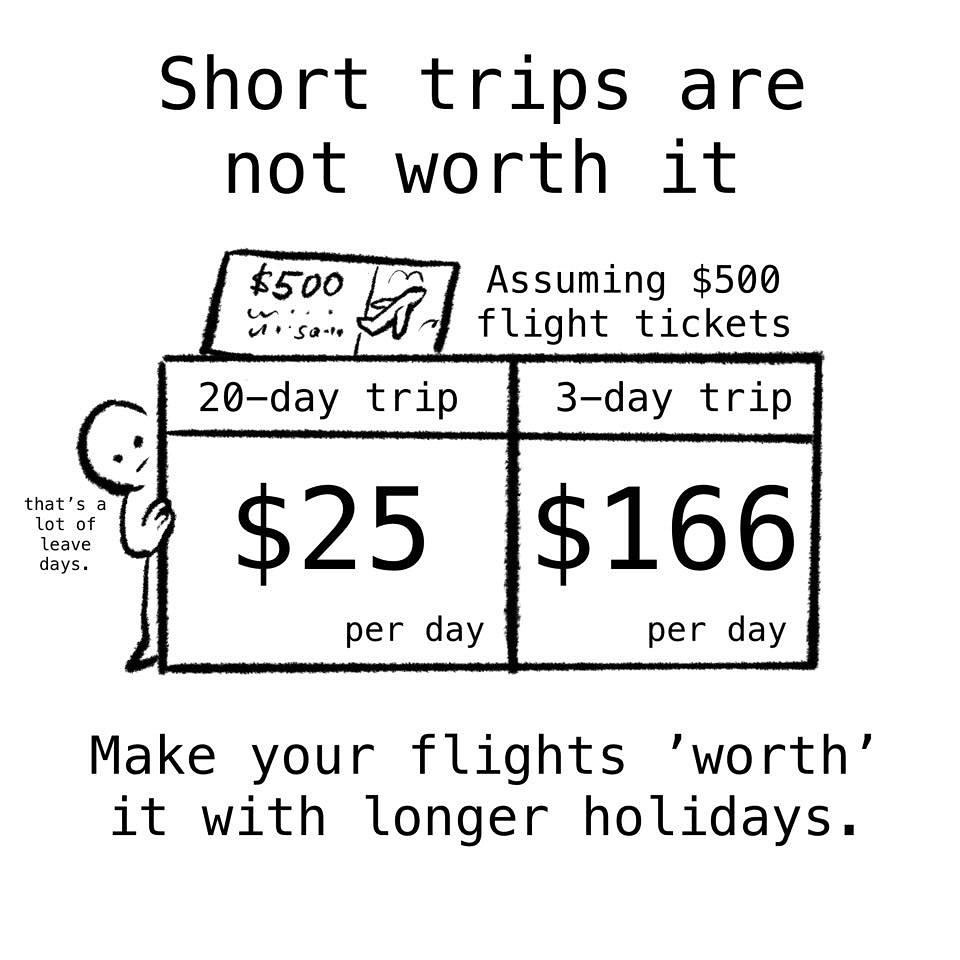 Short trips are
not worth it
$500
Assuming $500
flight tickets
20-day trip
3-day trip
that's a
lot of
leave
days.
$25
$166
per day
per day
Make your flights ’worth’
it with longer holidays.